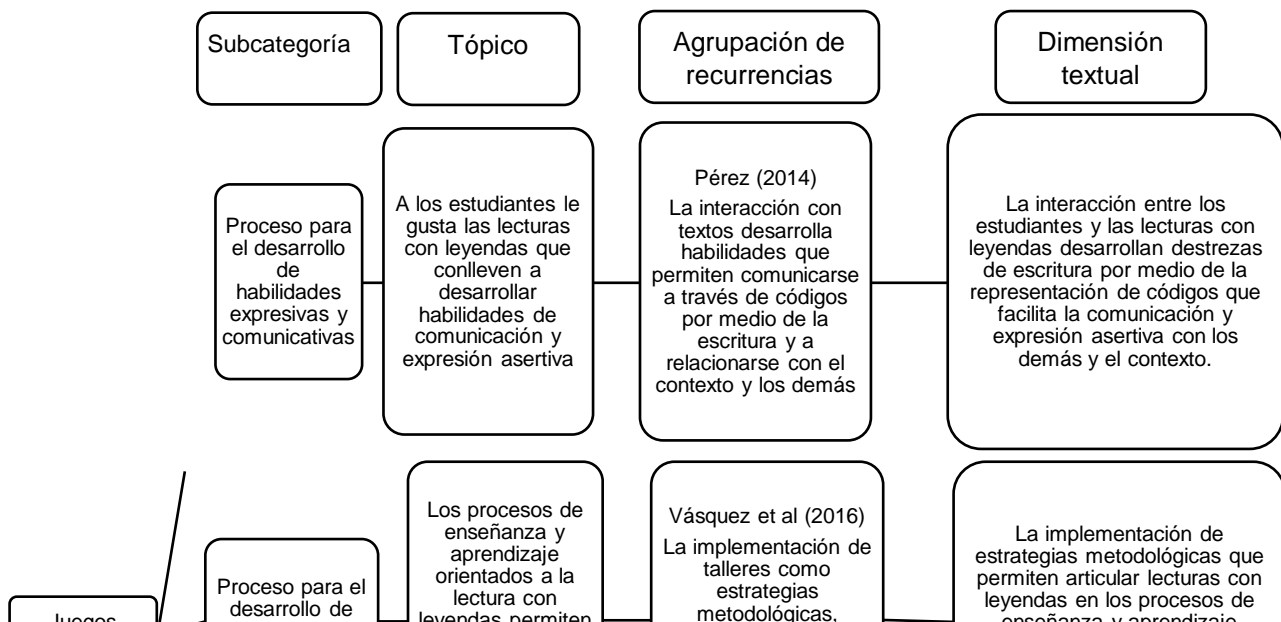 Subcategoría
Tópico
Agrupación de
recurrencias
Dimensión
textual
Proceso para
el desarrollo
de
habilidades
expresivas y
comunicativas
A los estudiantes le
gusta las lecturas
con leyendas que
conlleven a
desarrollar
habilidades de
comunicación y
expresión asertiva
Pérez (2014)
La interacción con
textos desarrolla
habilidades que
permiten comunicarse
a través de códigos
por medio de la
escritura y a
relacionarse con el
contexto y los demás
La interacción entre los
estudiantes y las lecturas con
leyendas desarrollan destrezas
de escritura por medio de la
representación de códigos que
facilita la comunicación y
expresión asertiva con los
demás y el contexto.
Juegos
Proceso para el
desarrollo de
Los procesos de
enseñanza y
aprendizaje
orientados a la
lectura con
leyendas permiten
Vásquez et al (2016)
La implementación de
talleres como
estrategias
metodológicas,
La implementación de
estrategias metodológicas que
permiten articular lecturas con
leyendas en los procesos de
enseñanza y aprendizaje